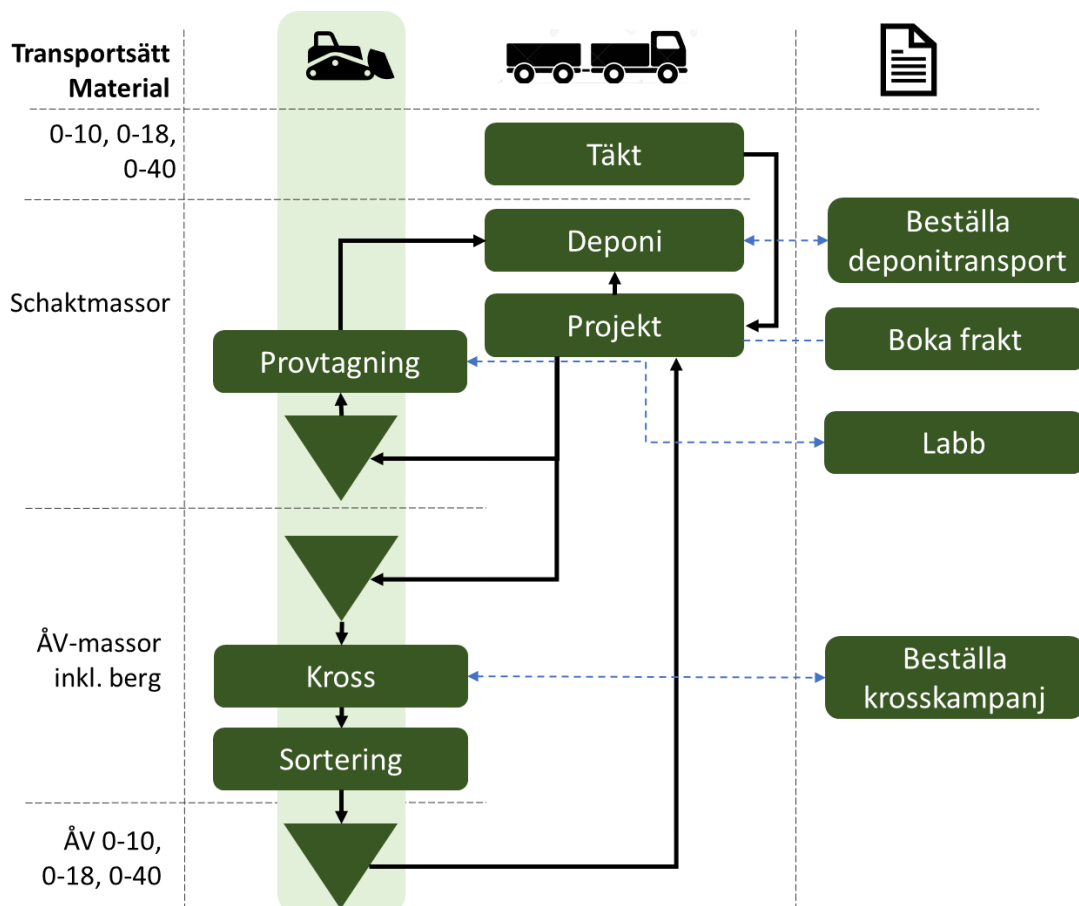 Transportsätt
Material
0-10, 0-18,
0-40
Täkt
Deponi
Beställa
deponitransport
Schaktmassor
Projekt
Boka frakt
Provtagning
Labb
ÅV-massor
inkl. berg
Kross
Beställa
krosskampanj
Sortering
ÅV 0-10,
0-18, 0-40